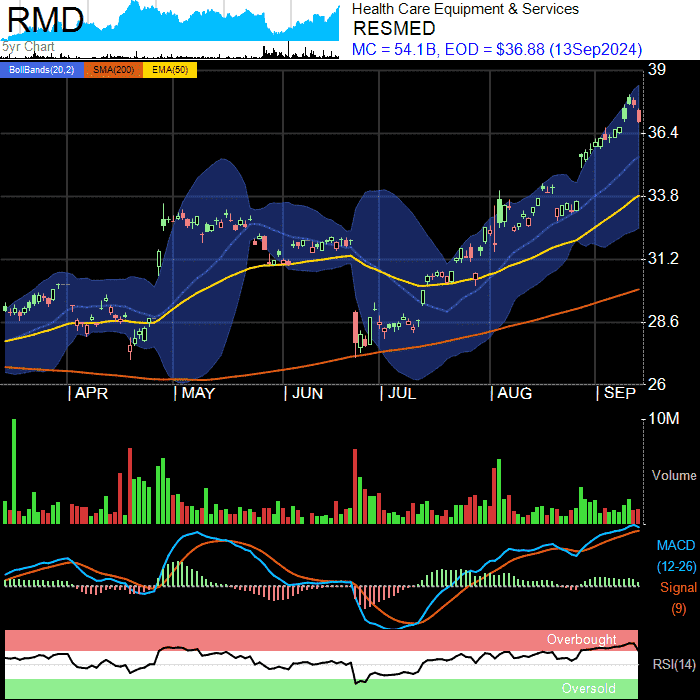 RMD
5yr Chart
Health Care Equipment & Services
RESMED
MC = 54.1B, EOD = $36.88 (13Sep2024)
BollBands(20,2) SMA(200) EMA(50)
39
36.4
33.8
31.2
28.6
26
| APR | MAY | JUN | JUL | AUG | SEP
10M
Volume
MACD
(12-26)
Signal
(9)
Overbought
RSI(14)
Oversold